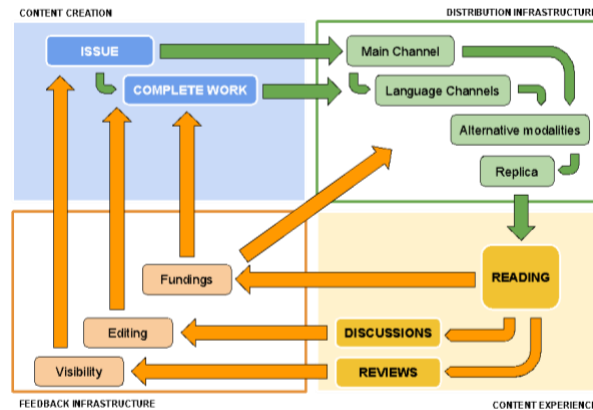 CONTENT CREATION
DISTRIBUTION INFRASTRUCTURE
ISSUE
Main Channel
COMPLETE WORK
Language Channels
Alternative modalities
Replica
Fundings
READING
Editing
DISCUSSIONS
Visibility
REVIEWS
FEEDBACK INFRASTRUCTURE
CONTENT EXPERIENCE